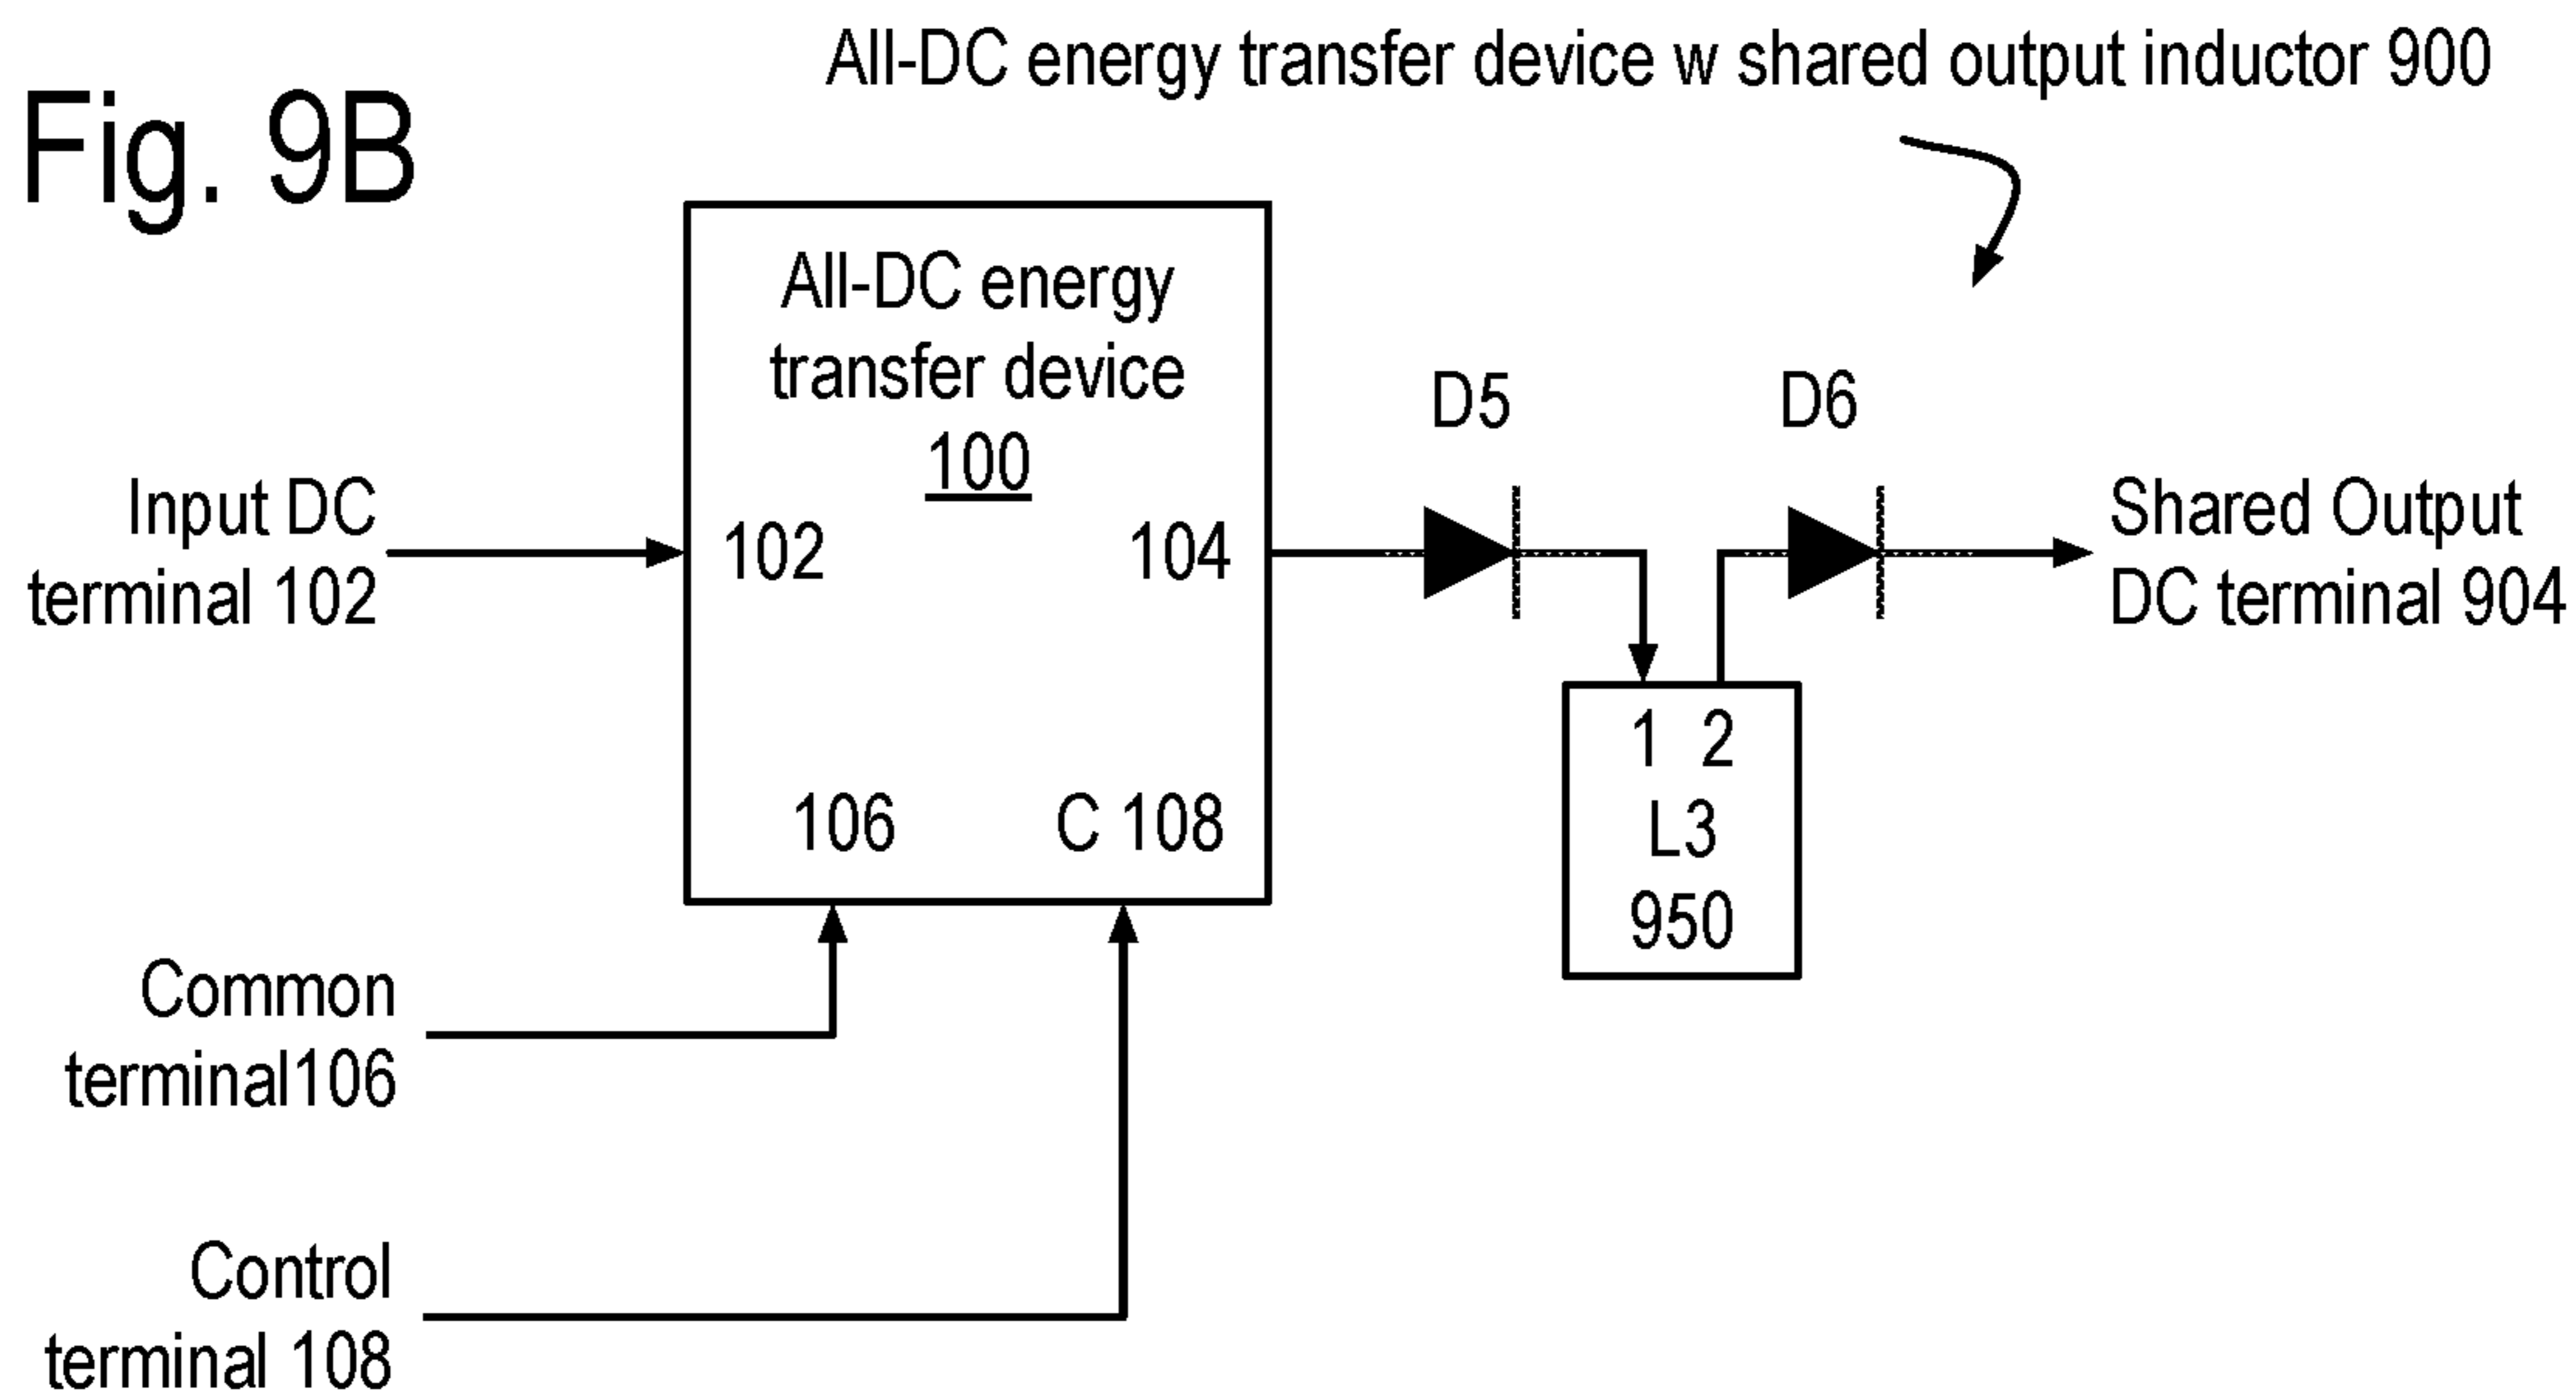 All-DC energy transfer device w shared output inductor 900
Fig. 9B
All-DC energy
transfer device
100
D5
D6
Input DC
terminal 102
102
104
Shared Output
DC terminal 904
1 2
L3
950
106
C 108
Common
terminal106
Control
terminal 108